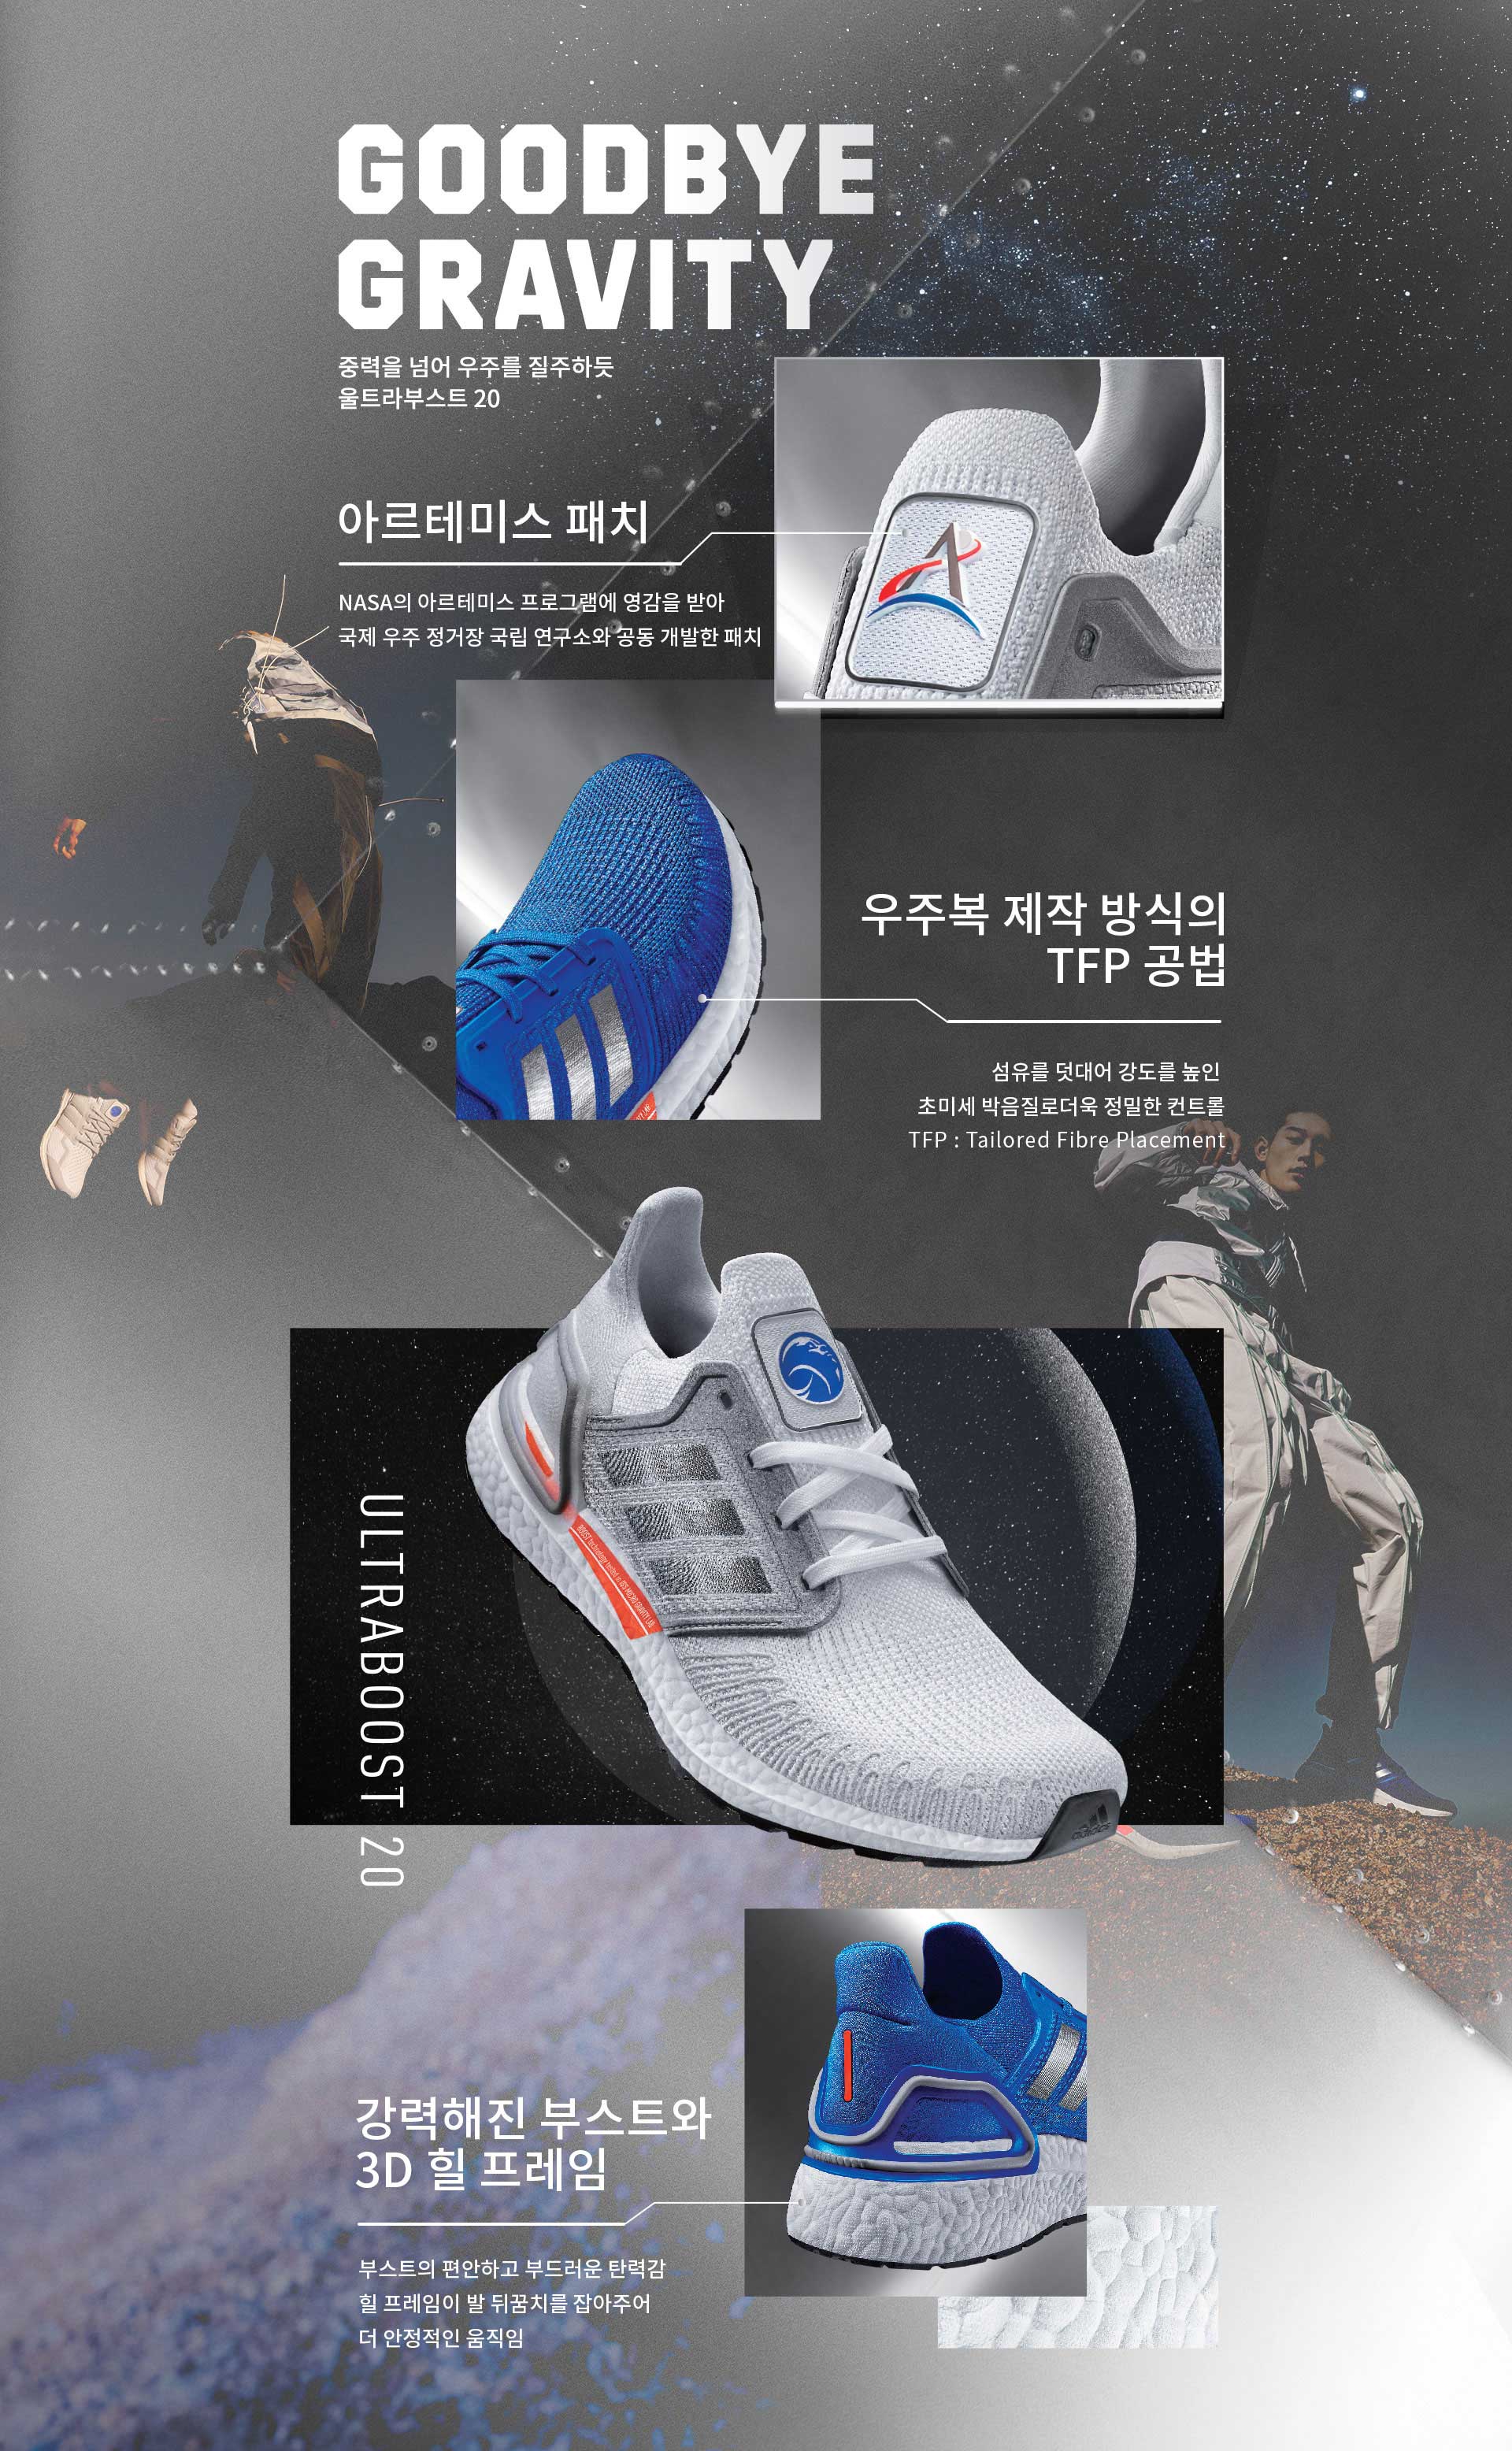 GOODBYE
GRAVITY
중력을 넘어 우주를 질주하듯
울트라부스트 20
아르테미스 패치
NASA의 아르테미스 프로그램에 영감을 받아
국제 우주 정거장 국립 연구소와 공동 개발한 패치
우주복 제작 방식의
TFP 공법
섬유를 덧대어 강도를 높인
초미세 박음질로더욱 정밀한 컨트롤
TFP : Tailored Fibre Placement
ULTRABOOST 20
BOOST technology tested in ISS MICROGRAVITY LAB
adidas
강력해진 부스트와
3D 힐 프레임
부스트의 편안하고 부드러운 탄력감
힐 프레임이 발 뒤꿈치를 잡아주어
더 안정적인 움직임